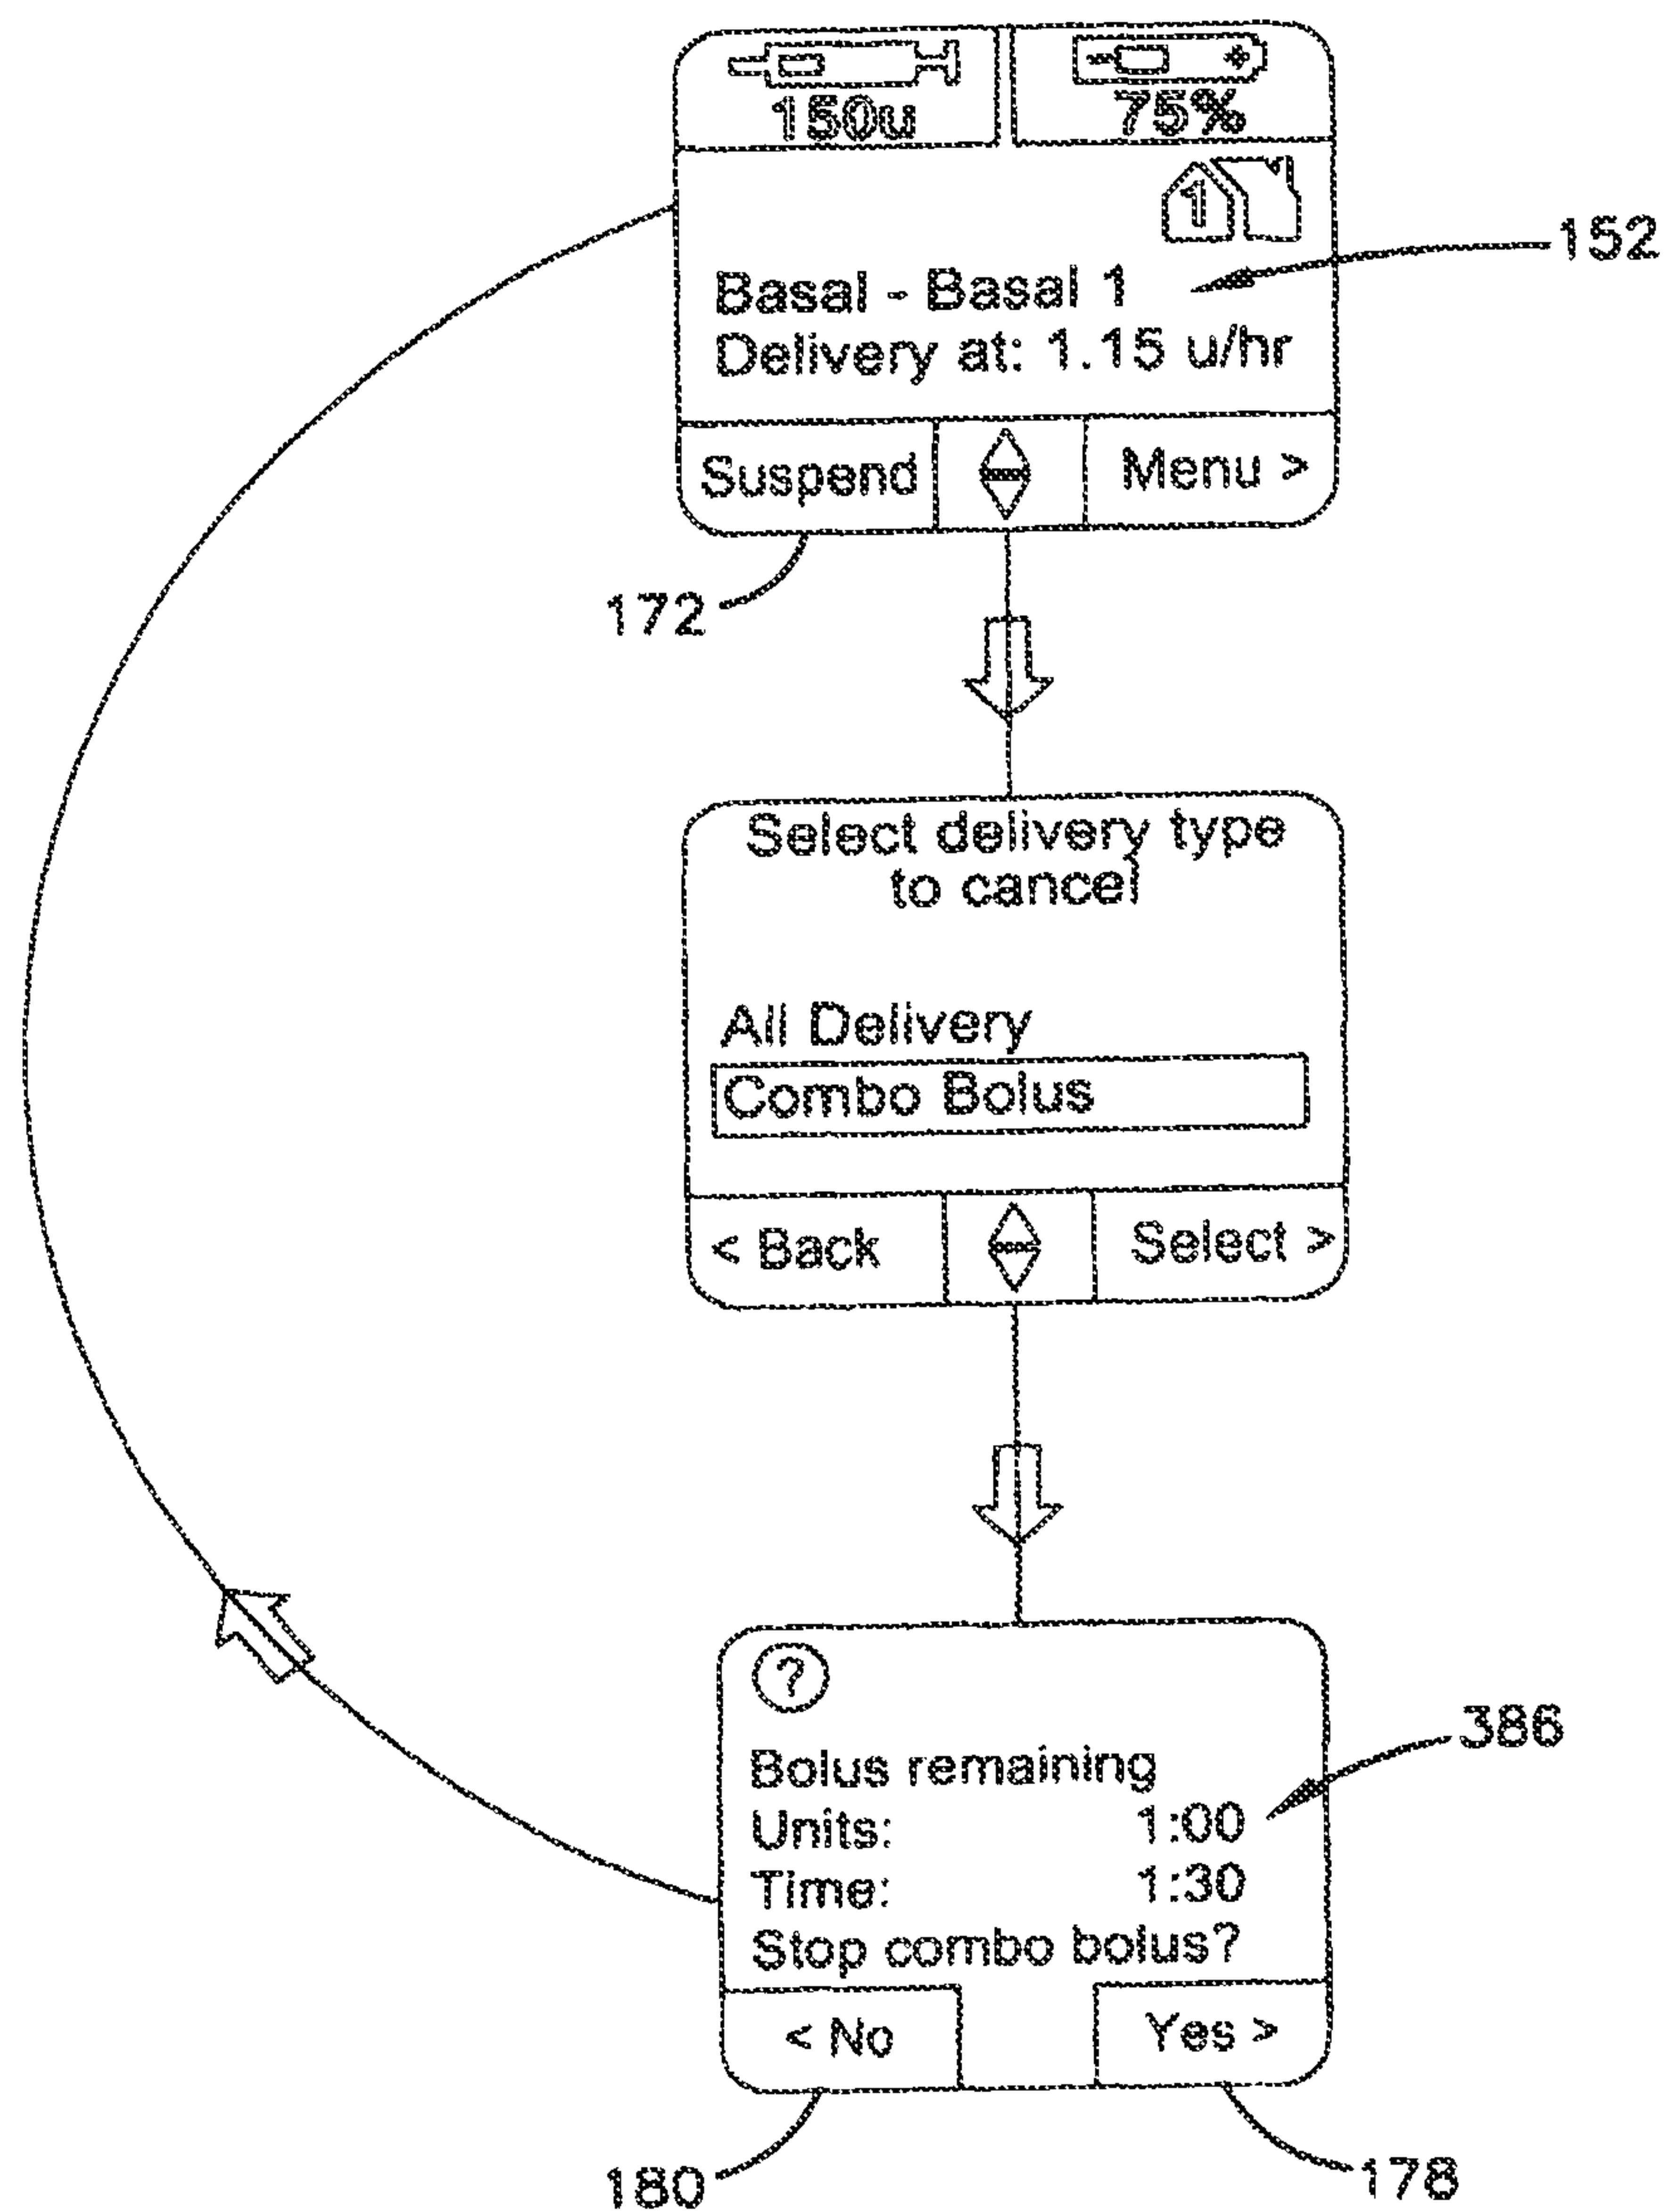 150u 75%
1
152
Basal - Basal 1
Delivery at: 1.15 u/hr
Suspend Menu >
172
Select delivery type
to cancel
All Delivery
Combo Bolus
< Back Select >
?
386
Bolus remaining
Units: 1:00
Time: 1:30
Stop combo bolus?
< No Yes >
180 178